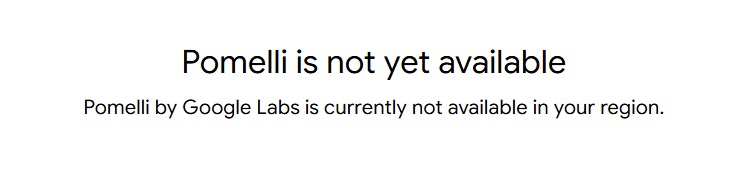 Pomelli is not yet available
Pomelli by Google Labs is currently not available in your region.